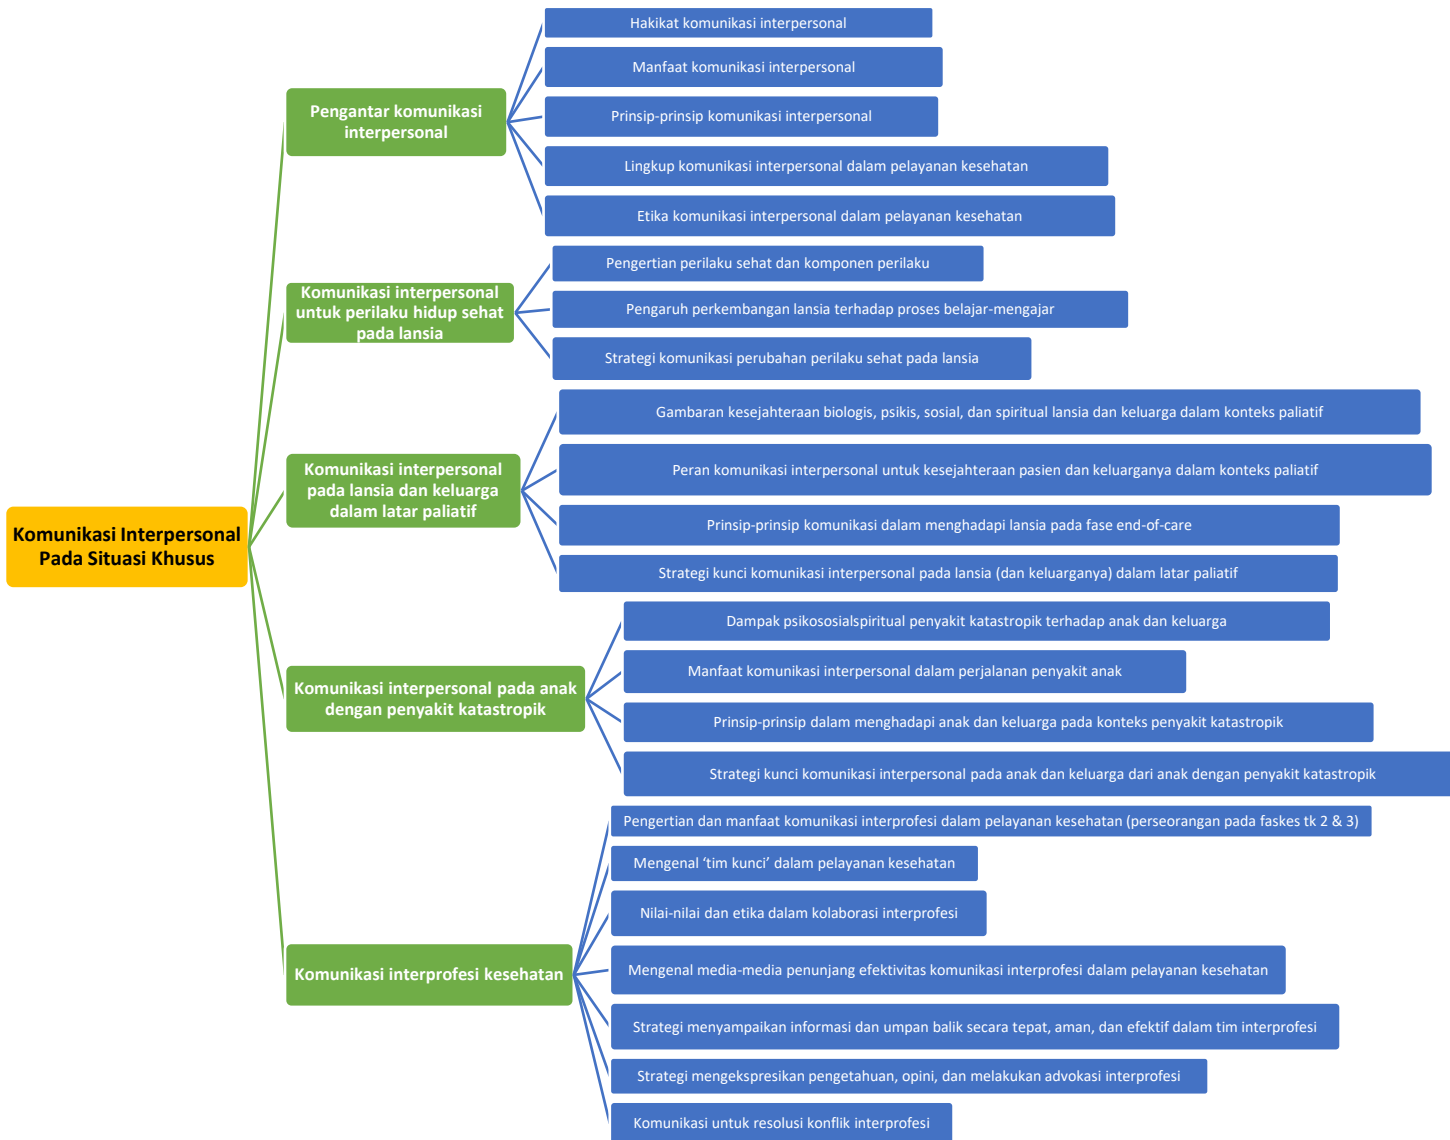 Komunikasi Interpersonal
Pada Situasi Khusus
Pengantar komunikasi
interpersonal
Hakikat komunikasi interpersonal
Manfaat komunikasi interpersonal
Prinsip-prinsip komunikasi interpersonal
Lingkup komunikasi interpersonal dalam pelayanan kesehatan
Etika komunikasi interpersonal dalam pelayanan kesehatan
Komunikasi interpersonal
untuk perilaku hidup sehat
pada lansia
Pengertian perilaku sehat dan komponen perilaku
Pengaruh perkembangan lansia terhadap proses belajar-mengajar
Strategi komunikasi perubahan perilaku sehat pada lansia
Komunikasi interpersonal
pada lansia dan keluarga
dalam latar paliatif
Gambaran kesejahteraan biologis, psikis, sosial, dan spiritual lansia dan keluarga dalam konteks paliatif
Peran komunikasi interpersonal untuk kesejahteraan pasien dan keluarganya dalam konteks paliatif
Prinsip-prinsip komunikasi dalam menghadapi lansia pada fase end-of-care
Strategi kunci komunikasi interpersonal pada lansia (dan keluarganya) dalam latar paliatif
Komunikasi interpersonal pada anak
dengan penyakit katastropik
Dampak psikososialspiritual penyakit katastropik terhadap anak dan keluarga
Manfaat komunikasi interpersonal dalam perjalanan penyakit anak
Prinsip-prinsip dalam menghadapi anak dan keluarga pada konteks penyakit katastropik
Strategi kunci komunikasi interpersonal pada anak dan keluarga dari anak dengan penyakit katastropik
Komunikasi interprofesi kesehatan
Pengertian dan manfaat komunikasi interprofesi dalam pelayanan kesehatan (perseorangan pada faskes tk 2 & 3)
Mengenal ‘tim kunci’ dalam pelayanan kesehatan
Nilai-nilai dan etika dalam kolaborasi interprofesi
Mengenal media-media penunjang efektivitas komunikasi interprofesi dalam pelayanan kesehatan
Strategi menyampaikan informasi dan umpan balik secara tepat, aman, dan efektif dalam tim interprofesi
Strategi mengekspresikan pengetahuan, opini, dan melakukan advokasi interprofesi
Komunikasi untuk resolusi konflik interprofesi